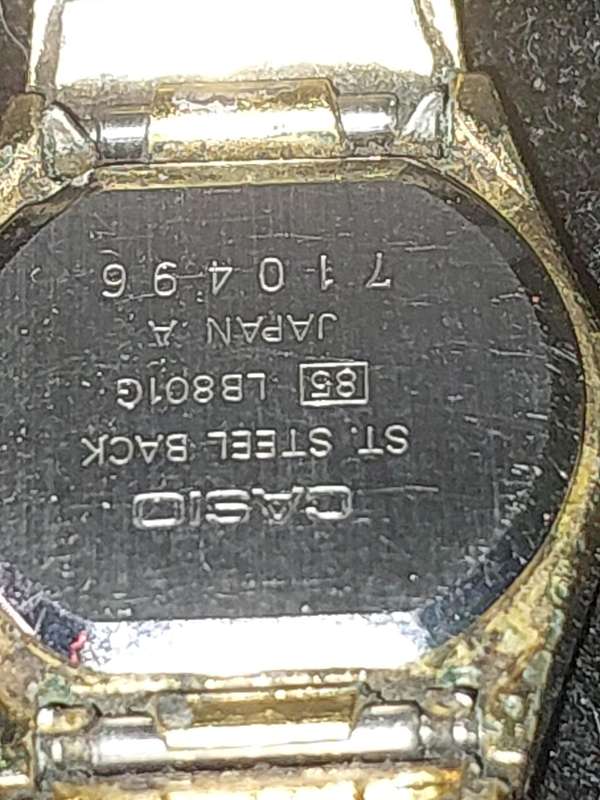 CASIO
ST. STEEL BACK
85 LB801G
JAPAN A
710496